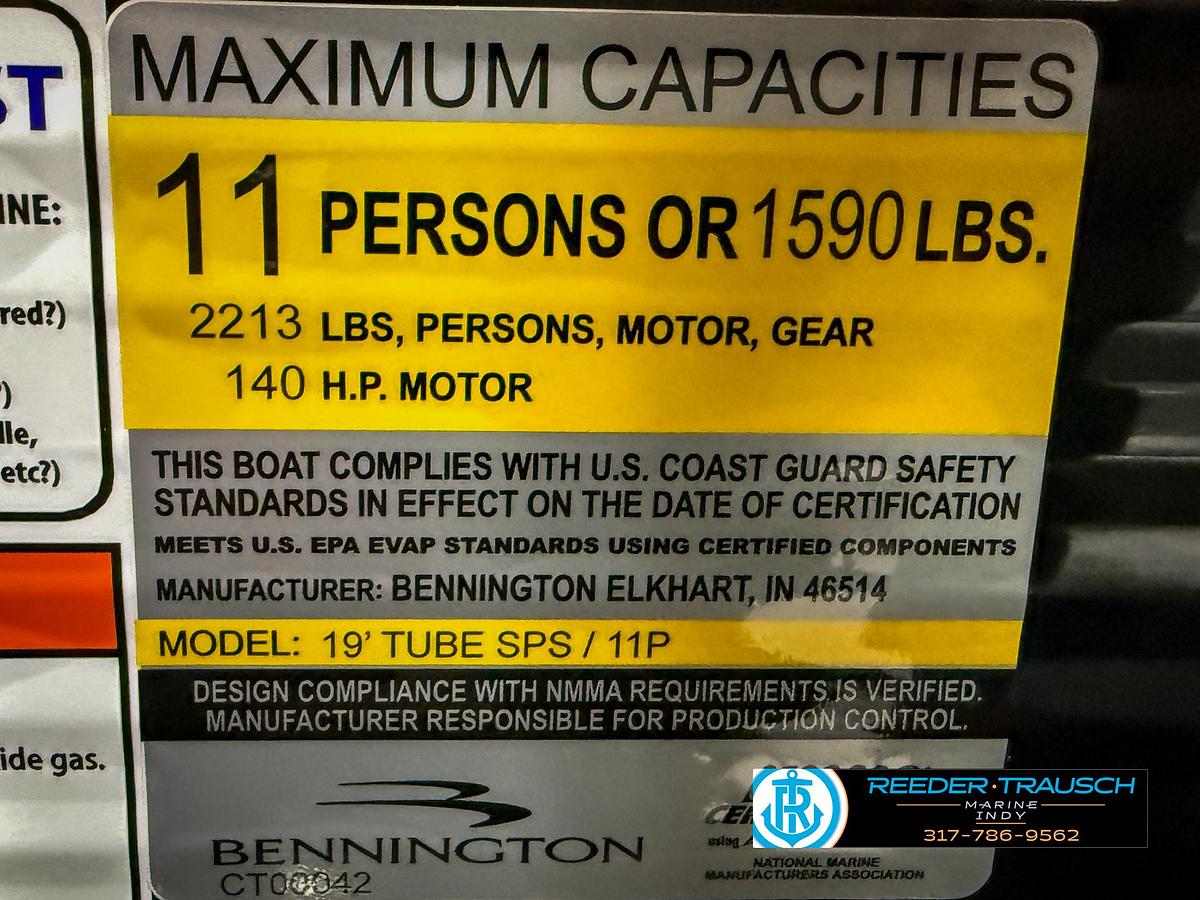 ST
INE:
red?)
?)
lle,
etc?)
ide gas.
MAXIMUM CAPACITIES
11 PERSONS OR 1590 LBS.
2213 LBS, PERSONS, MOTOR, GEAR
140 H.P. MOTOR
THIS BOAT COMPLIES WITH U.S. COAST GUARD SAFETY
STANDARDS IN EFFECT ON THE DATE OF CERTIFICATION
MEETS U.S. EPA EVAP STANDARDS USING CERTIFIED COMPONENTS
MANUFACTURER: BENNINGTON ELKHART, IN 46514
MODEL: 19' TUBE SPS / 11P
DESIGN COMPLIANCE WITH NMMA REQUIREMENTS IS VERIFIED.
MANUFACTURER RESPONSIBLE FOR PRODUCTION CONTROL.
BENNINGTON
CT00042
using
NATIONAL MARINE
MANUFACTURERS ASSOCIATION
REEDER·TRAUSCH
MARINE
INDY
317-786-9562